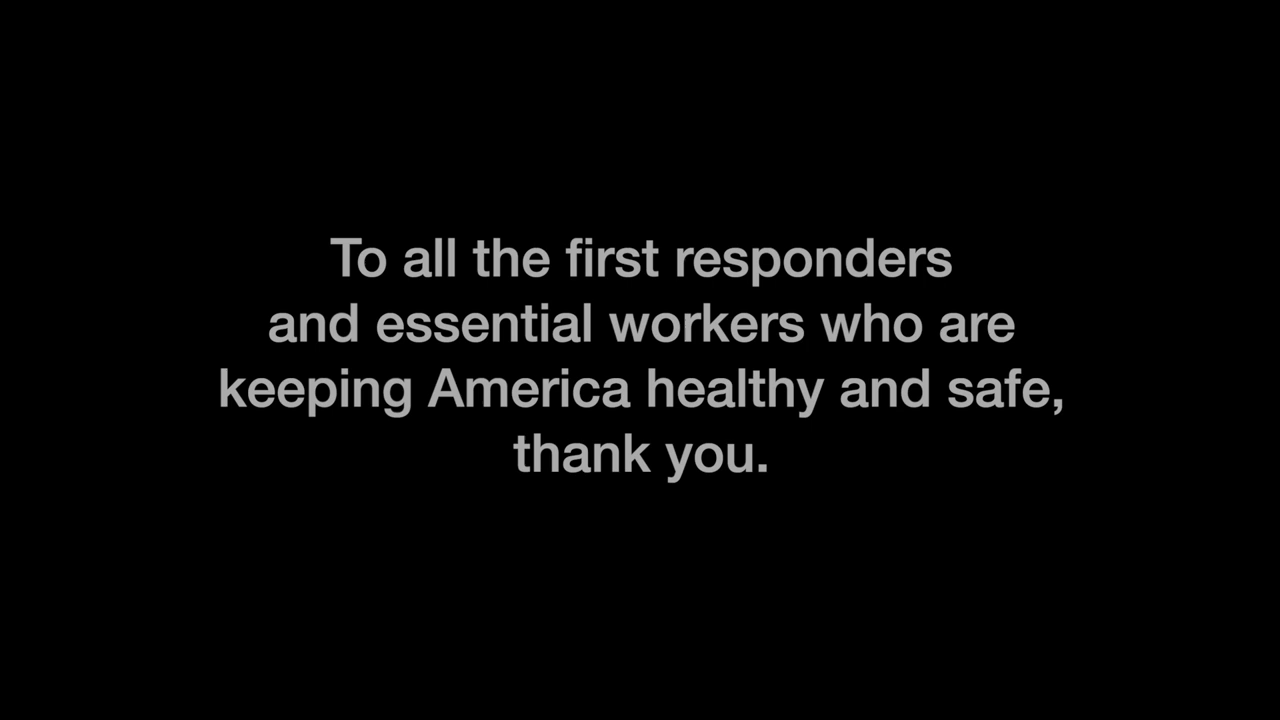 To all the first responders
and essential workers who are
keeping America healthy and safe,
thank you.